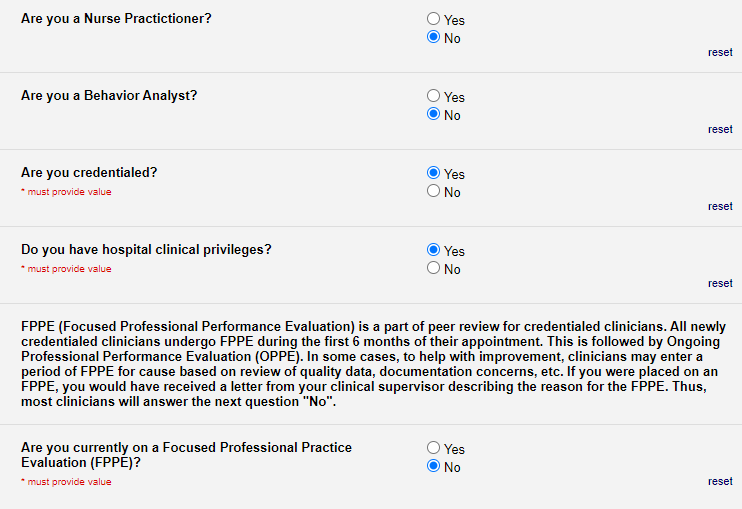 Are you a Nurse Practictioner?
Yes
No
reset
Are you a Behavior Analyst?
Yes
No
reset
Are you credentialed?
* must provide value
Yes
No
reset
Do you have hospital clinical privileges?
* must provide value
Yes
No
reset
FPPE (Focused Professional Performance Evaluation) is a part of peer review for credentialed clinicians. All newly
credentialed clinicians undergo FPPE during the first 6 months of their appointment. This is followed by Ongoing
Professional Performance Evaluation (OPPE). In some cases, to help with improvement, clinicians may enter a
period of FPPE for cause based on review of quality data, documentation concerns, etc. If you were placed on an
FPPE, you would have received a letter from your clinical supervisor describing the reason for the FPPE. Thus,
most clinicians will answer the next question "No".
Are you currently on a Focused Professional Practice
Evaluation (FPPE)?
* must provide value
Yes
No
reset